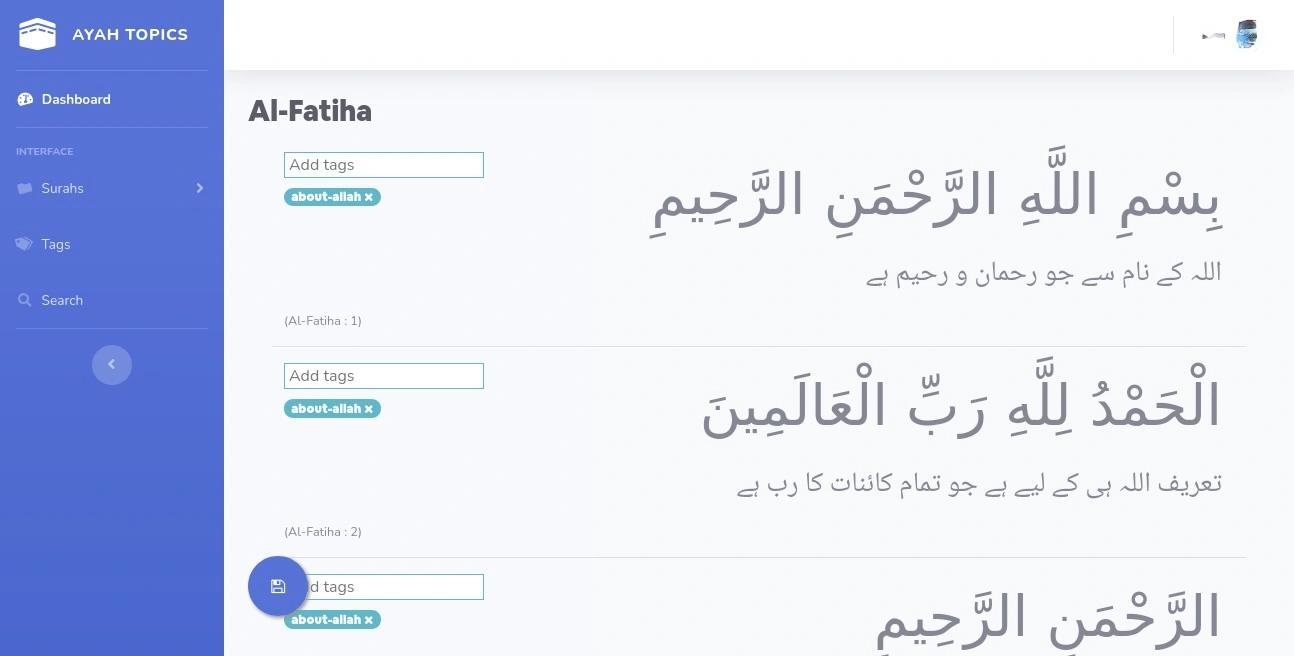 AYAH TOPICS
Dashboard
INTERFACE
Surahs
Tags
Search
Al-Fatiha
Add tags
about-allah ×
بِسْمِ اللَّهِ الرَّحْمَنِ الرَّحِيمِ
اللہ کے نام سے جو رحمان و رحیم ہے
(Al-Fatiha : 1)
Add tags
about-allah ×
الْحَمْدُ لِلَّهِ رَبِّ الْعَالَمِينَ
تعریف اللہ ہی کے لیے ہے جو تمام کائنات کا رب ہے
(Al-Fatiha : 2)
d tags
about-allah ×
الرَّحْمَنِ الرَّحِيمِ